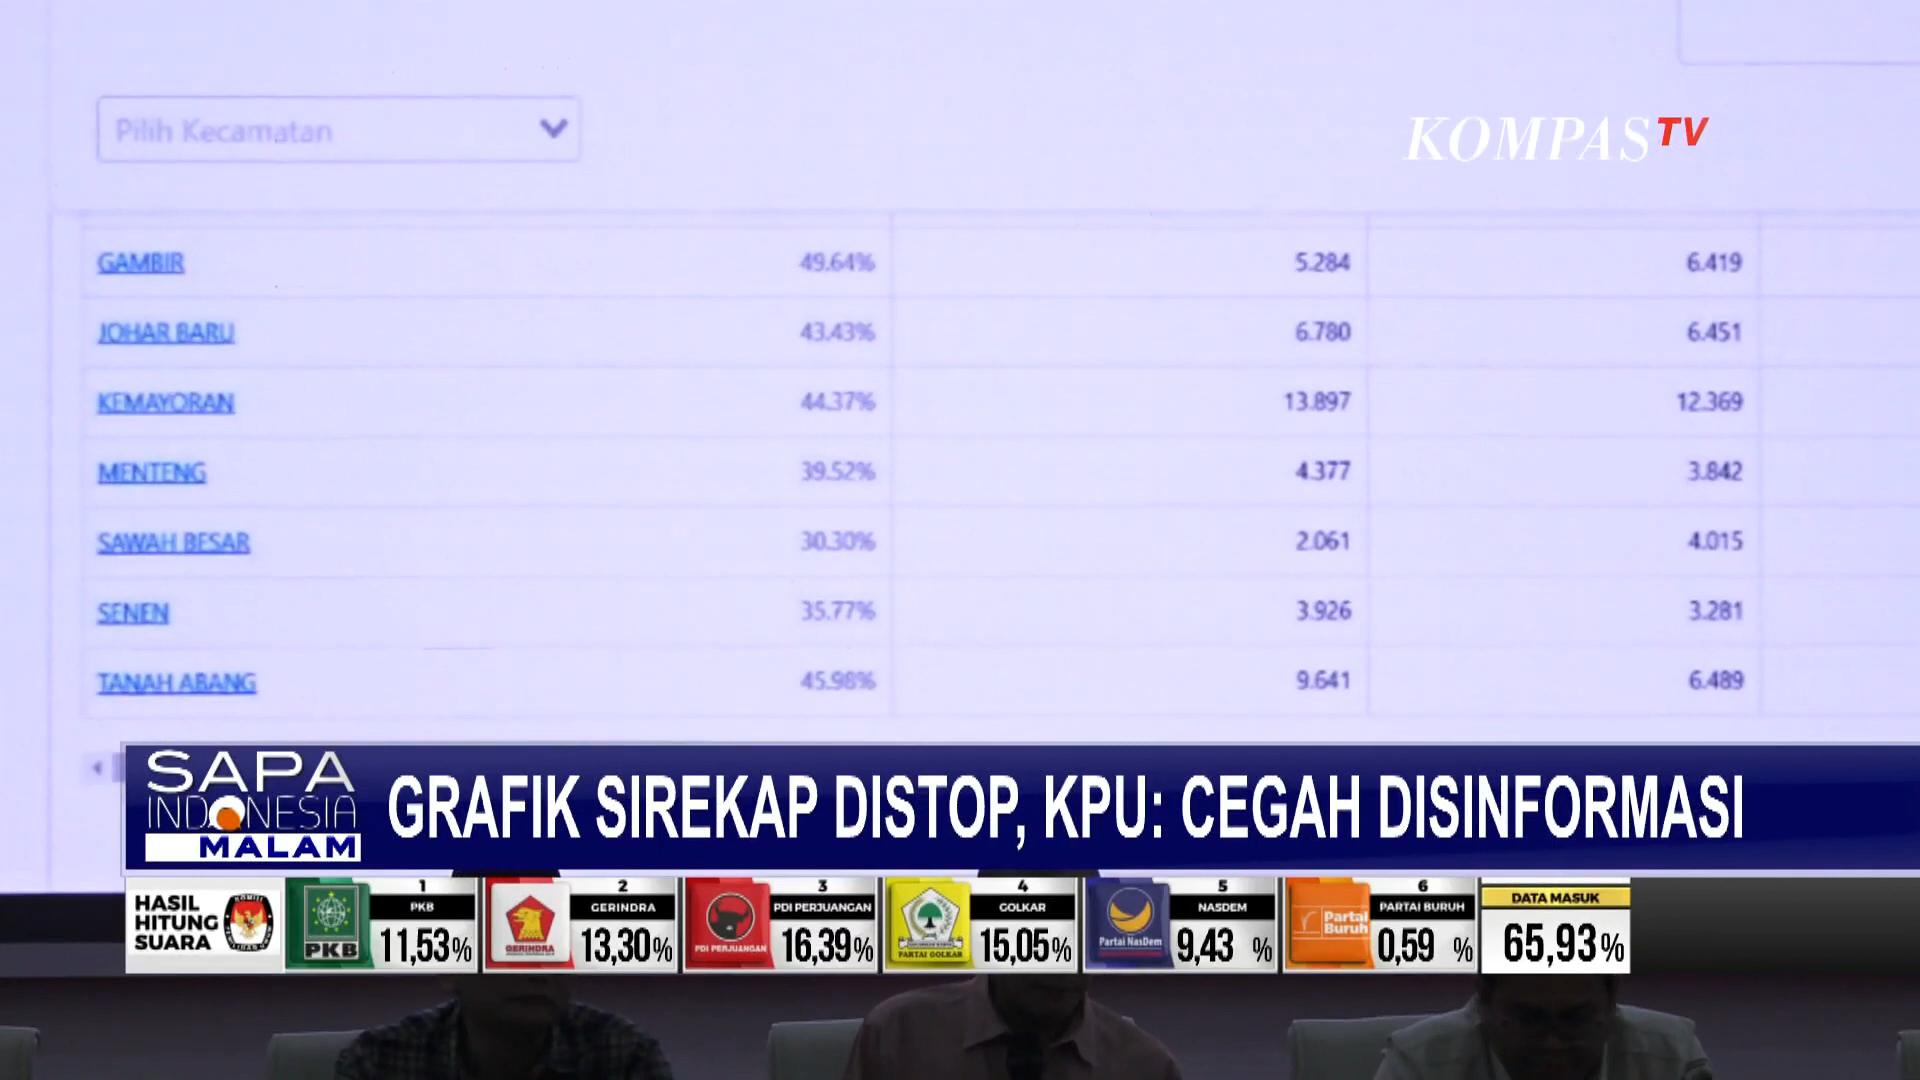 Pilih Kecamatan
KOMPAS TV
GAMBIR 49.64% 5.284 6.419
JOHAR BARU 43.43% 6.780 6.451
KEMAYORAN 44.37% 13.897 12.369
MENTENG 39.52% 4.377 3.842
SAWAH BESAR 30.30% 2.061 4.015
SENEN 35.77% 3.926 3.281
TANAH ABANG 45.98% 9.641 6.489
SAPA
INDONESIA
MALAM
GRAFIK SIREKAP DISTOP, KPU: CEGAH DISINFORMASI
HASIL
HITUNG
SUARA
PKB
1
PKB
11,53%
GERINDRA
2
GERINDRA
13,30%
PDI PERJUANGAN
3
PDI PERJUANGAN
16,39%
PARTAI GOLKAR
4
GOLKAR
15,05%
Partai NasDem
5
NASDEM
9,43 %
Partai
Buruh
6
PARTAI BURUH
0,59 %
DATA MASUK
65,93%